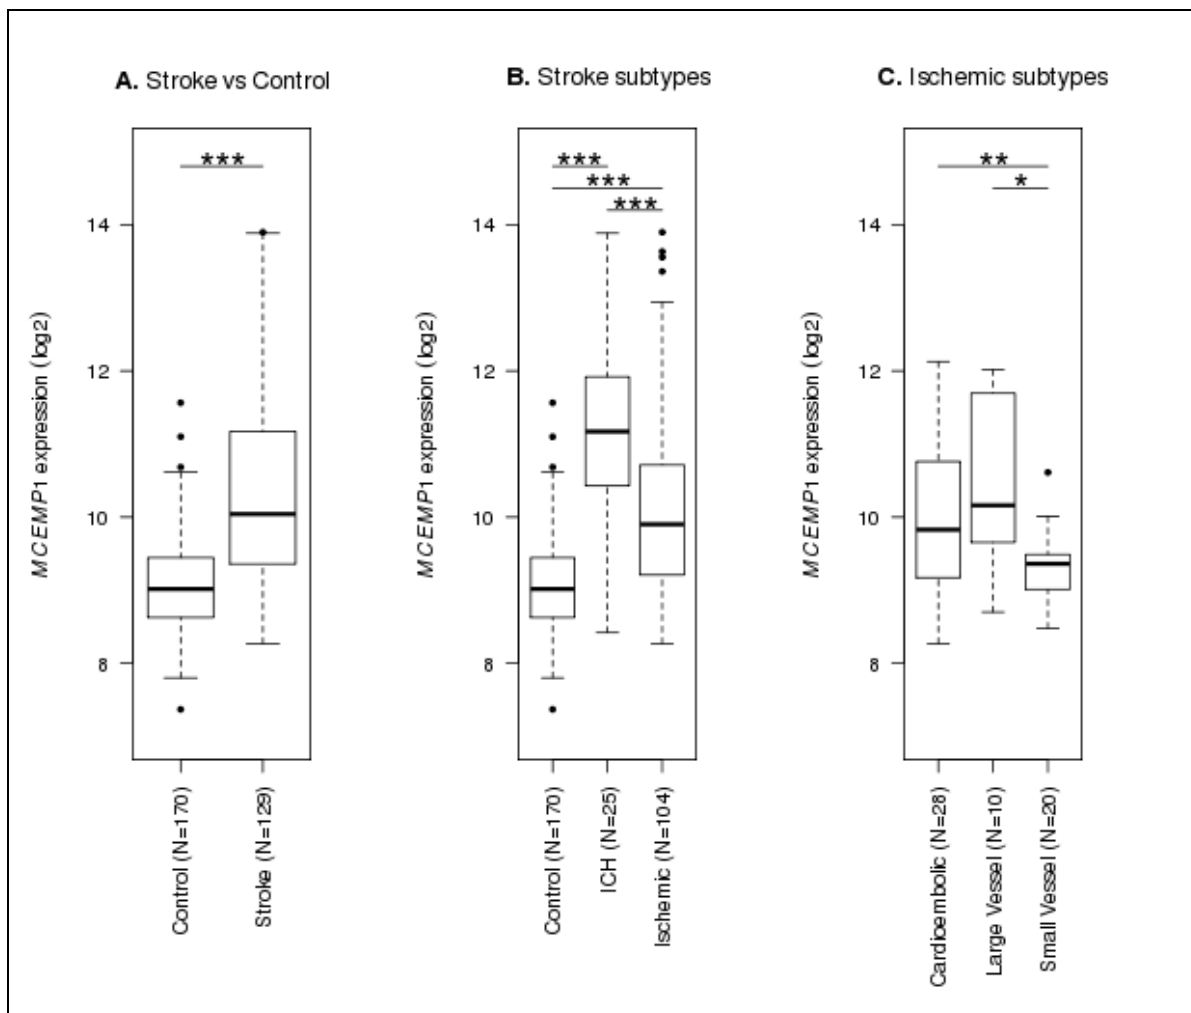 A. Stroke vs Control
***
14
12
10
8
MCEMP1 expression (log2)
Control (N=170)
Stroke (N=129)
B. Stroke subtypes
***
***
***
14
12
10
8
MCEMP1 expression (log2)
Control (N=170)
ICH (N=25)
Ischemic (N=104)
C. Ischemic subtypes
**
*
14
12
10
8
MCEMP1 expression (log2)
Cardioembolic (N=28)
Large Vessel (N=10)
Small Vessel (N=20)